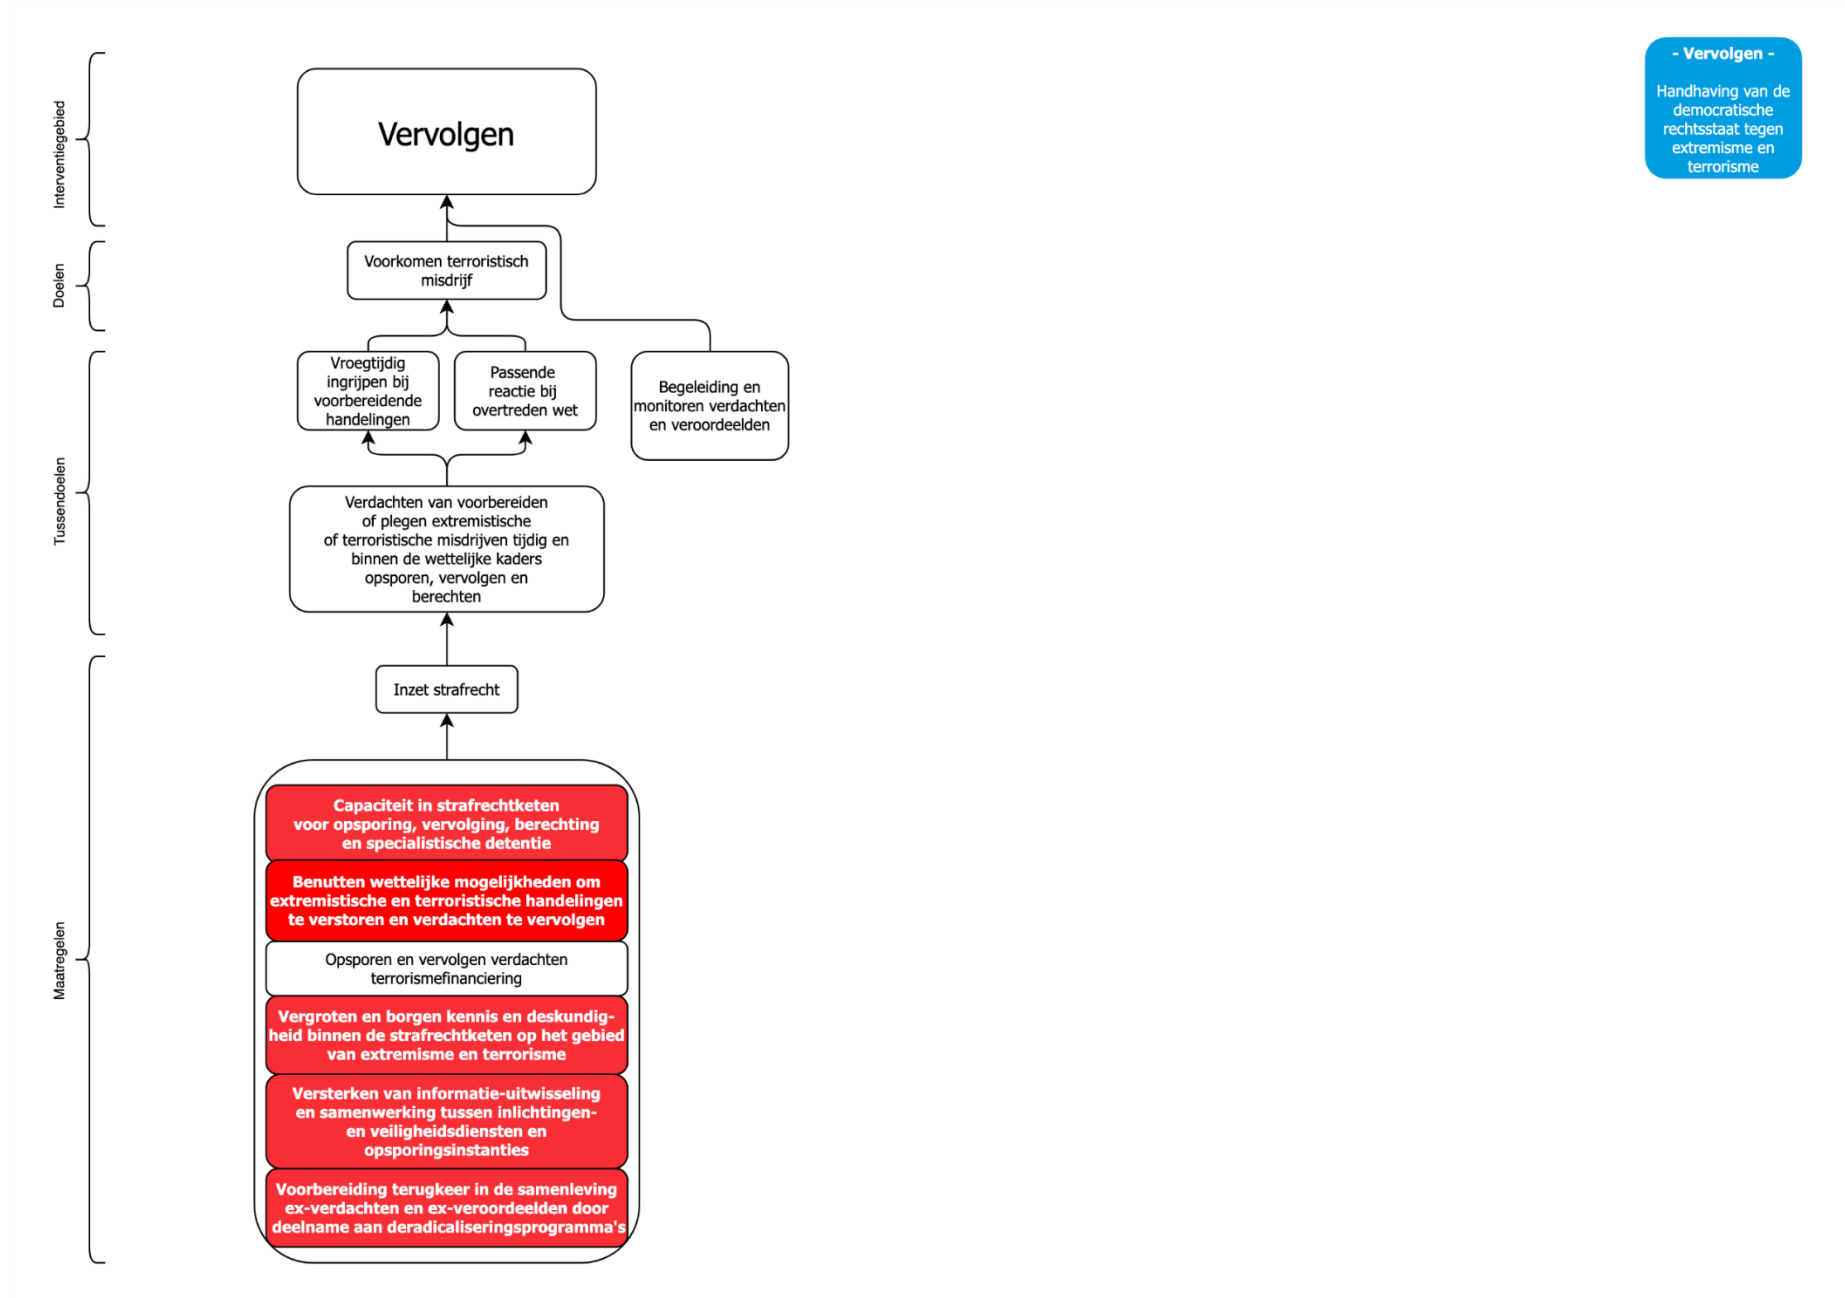 Interventiegebied
Vervolgen
- Vervolgen -
Handhaving van de
democratische
rechtsstaat tegen
extremisme en
terrorisme
Doelen
Voorkomen terroristisch
misdrijf
Tussendoelen
Vroegtijdig
ingrijpen bij
voorbereidende
handelingen
Passende
reactie bij
overtreden wet
Begeleiding en
monitoren verdachten
en veroordeelden
Verdachten van voorbereiden
of plegen extremistische
of terroristische misdrijven tijdig en
binnen de wettelijke kaders
opsporen, vervolgen en
berechten
Maatregelen
Inzet strafrecht
Capaciteit in strafrechtketen
voor opsporing, vervolging, berechting
en specialistische detentie
Benutten wettelijke mogelijkheden om
extremistische en terroristische handelingen
te verstoren en verdachten te vervolgen
Opsporen en vervolgen verdachten
terrorismefinanciering
Vergroten en borgen kennis en deskundig-
heid binnen de strafrechtketen op het gebied
van extremisme en terrorisme
Versterken van informatie-uitwisseling
en samenwerking tussen inlichtingen-
en veiligheidsdiensten en
opsporingsinstanties
Voorbereiding terugkeer in de samenleving
ex-verdachten en ex-veroordeelden door
deelname aan deradicaliseringsprogramma's